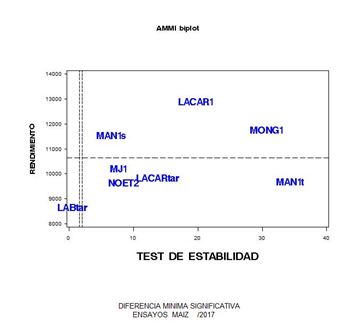 AMMI biplot
14000
13000
12000
11000
10000
9000
8000
RENDIMIENTO
LACAR1
MONG1
MAN1s
MJ1
LACARtar
NOET2
MAN1t
LABtar
0
10
20
30
40
TEST DE ESTABILIDAD
DIFERENCIA MINIMA SIGNIFICATIVA
ENSAYOS MAIZ /2017